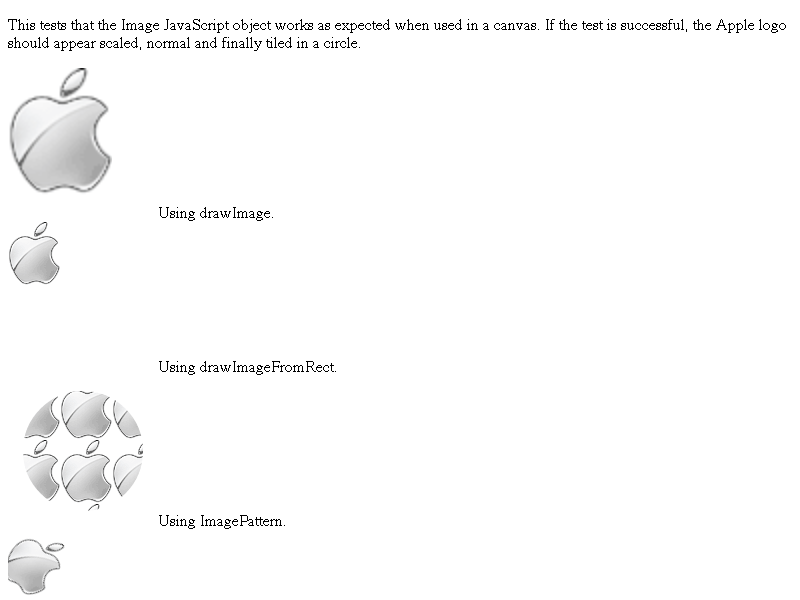 This tests that the Image JavaScript object works as expected when used in a canvas. If the test is successful, the Apple logo
should appear scaled, normal and finally tiled in a circle.
Using drawImage.
Using drawImageFromRect.
Using ImagePattern.